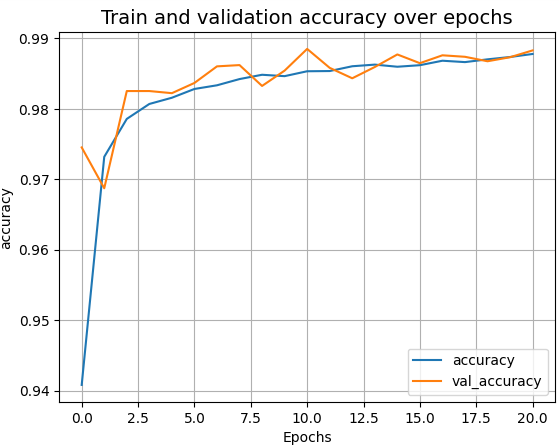 Train and validation accuracy over epochs
0.99
0.98
0.97
0.96
0.95
0.94
accuracy
0.0 2.5 5.0 7.5 10.0 12.5 15.0 17.5 20.0
Epochs
accuracy
val_accuracy